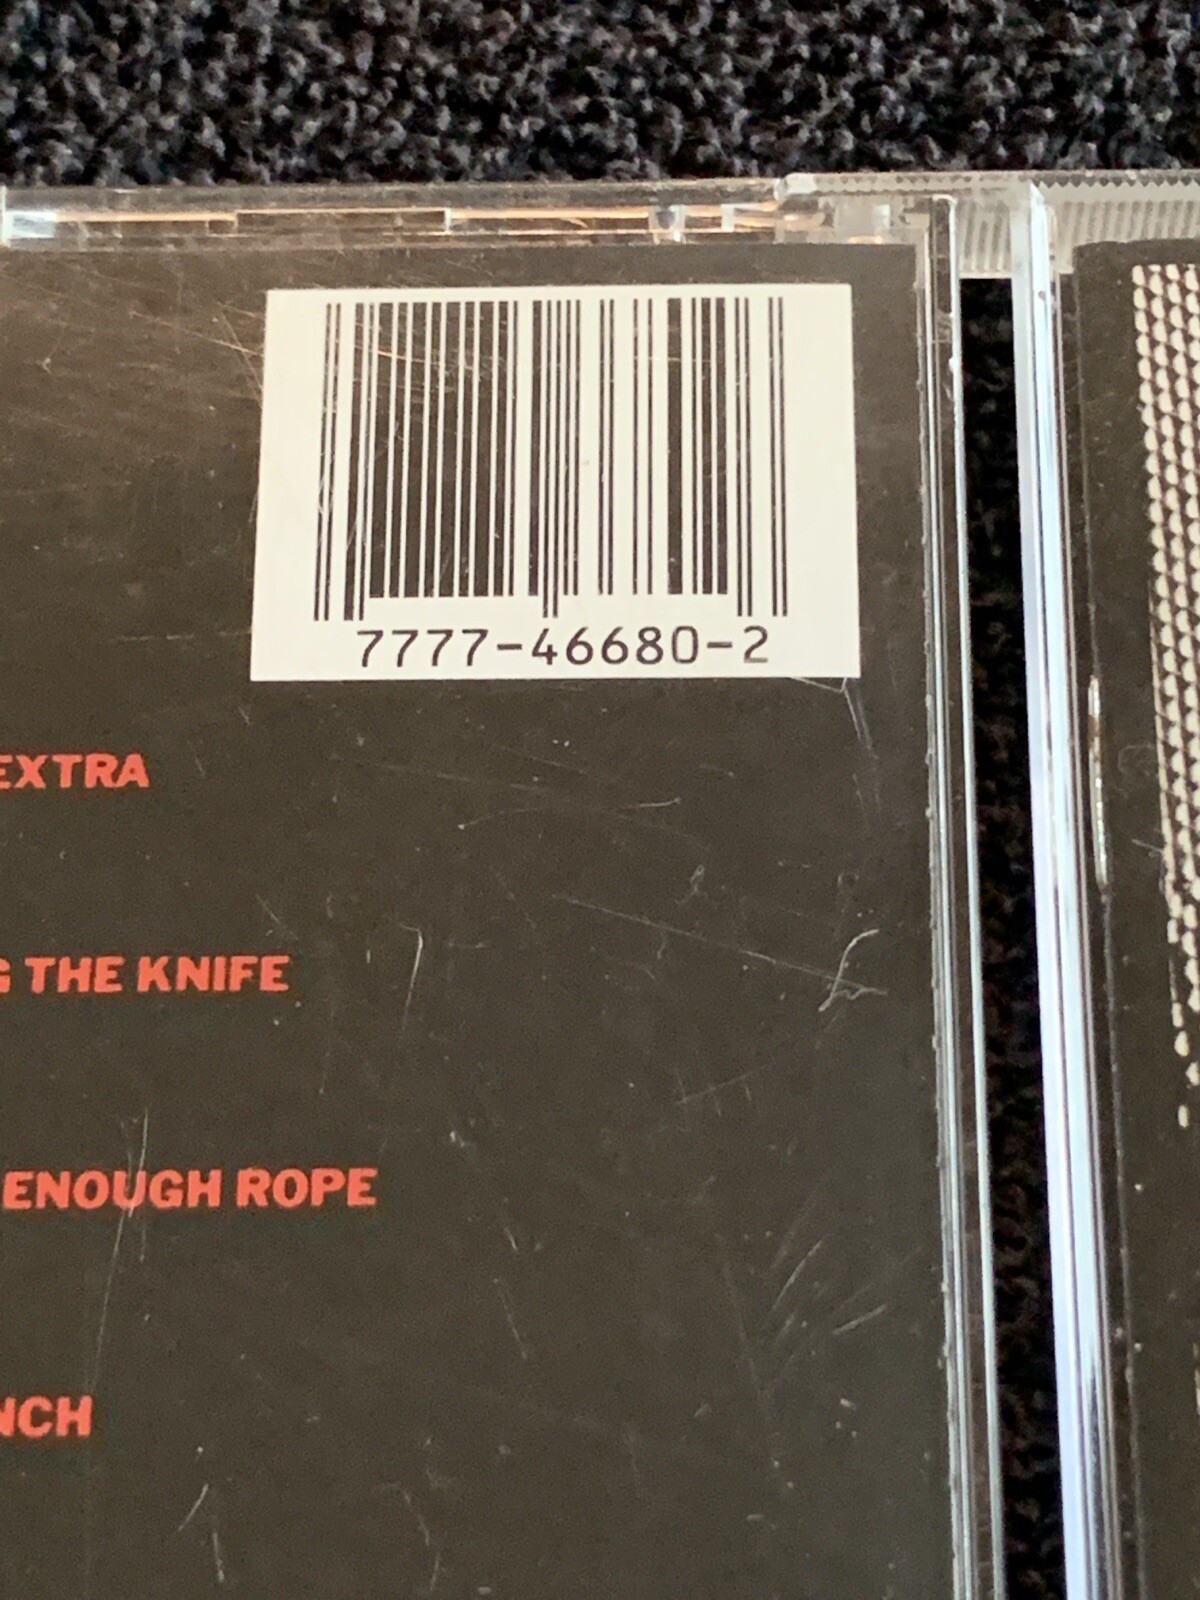 7777-46680-2
EXTRA
G THE KNIFE
ENOUGH ROPE
NCH